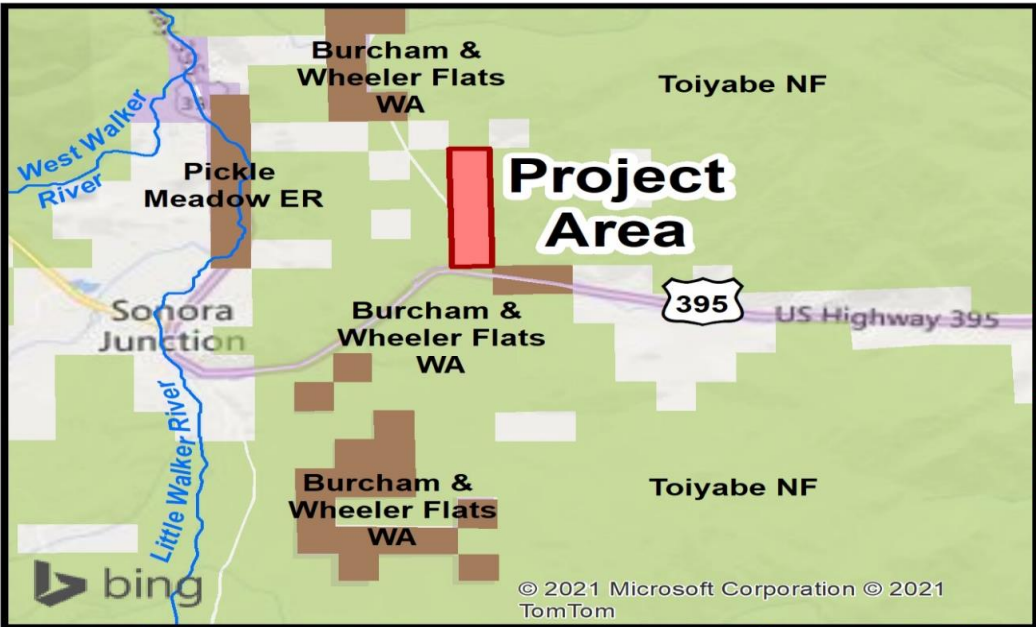 Burcham &
Wheeler Flats
WA
Toiyabe NF
West Walker
River
Pickle
Meadow ER
Project
Area
Sonora
Junction
Burcham &
Wheeler Flats
WA
395
US Highway 395
Little Walker River
Burcham &
Wheeler Flats
WA
Toiyabe NF
bing
© 2021 Microsoft Corporation © 2021
TomTom